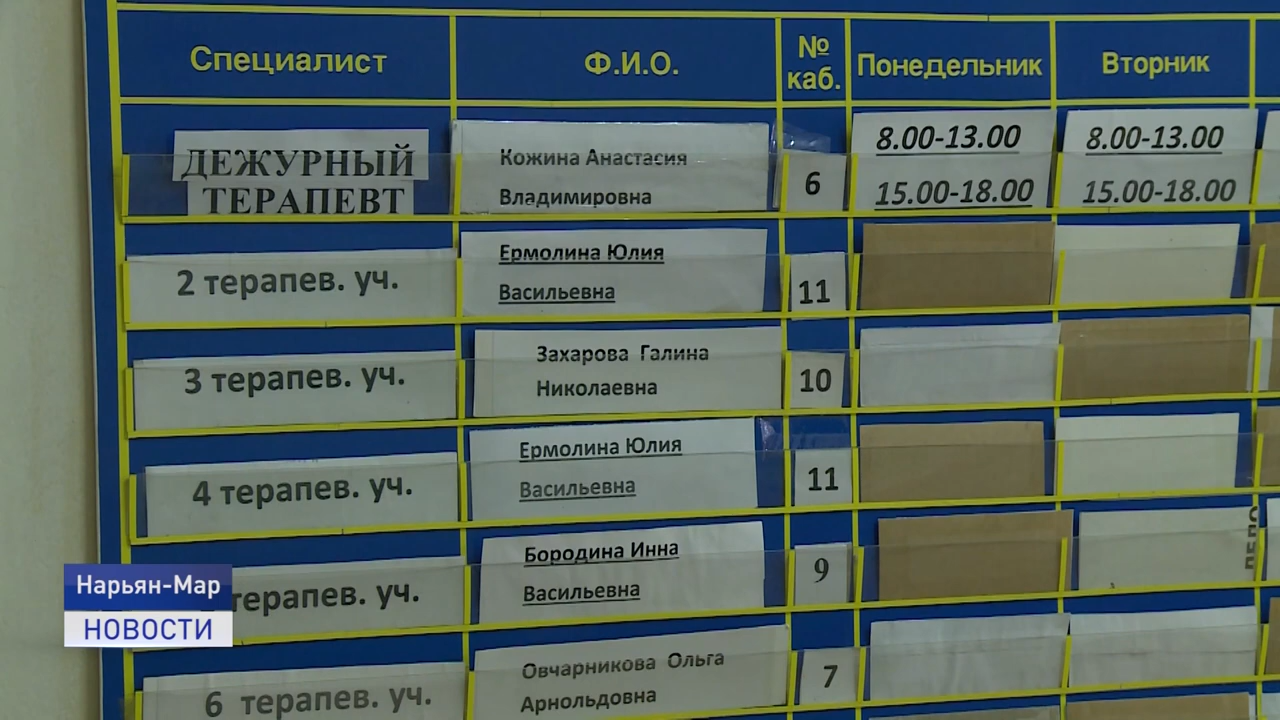 Специалист
Ф.И.О.
№
каб.
Понедельник
Вторник
ДЕЖУРНЫЙ
ТЕРАПЕВТ
Кожина Анастасия
Владимировна
6
8.00-13.00
15.00-18.00
8.00-13.00
15.00-18.00
2 терапев. уч.
Ермолина Юлия
Васильевна
11
3 терапев. уч.
Захарова Галина
Николаевна
10
4 терапев. уч.
Ермолина Юлия
Васильевна
11
терапев. уч.
Бородина Инна
Васильевна
9
6 терапев. уч.
Овчарникова Ольга
Арнольдовна
7
Нарьян-Мар
НОВОСТИ